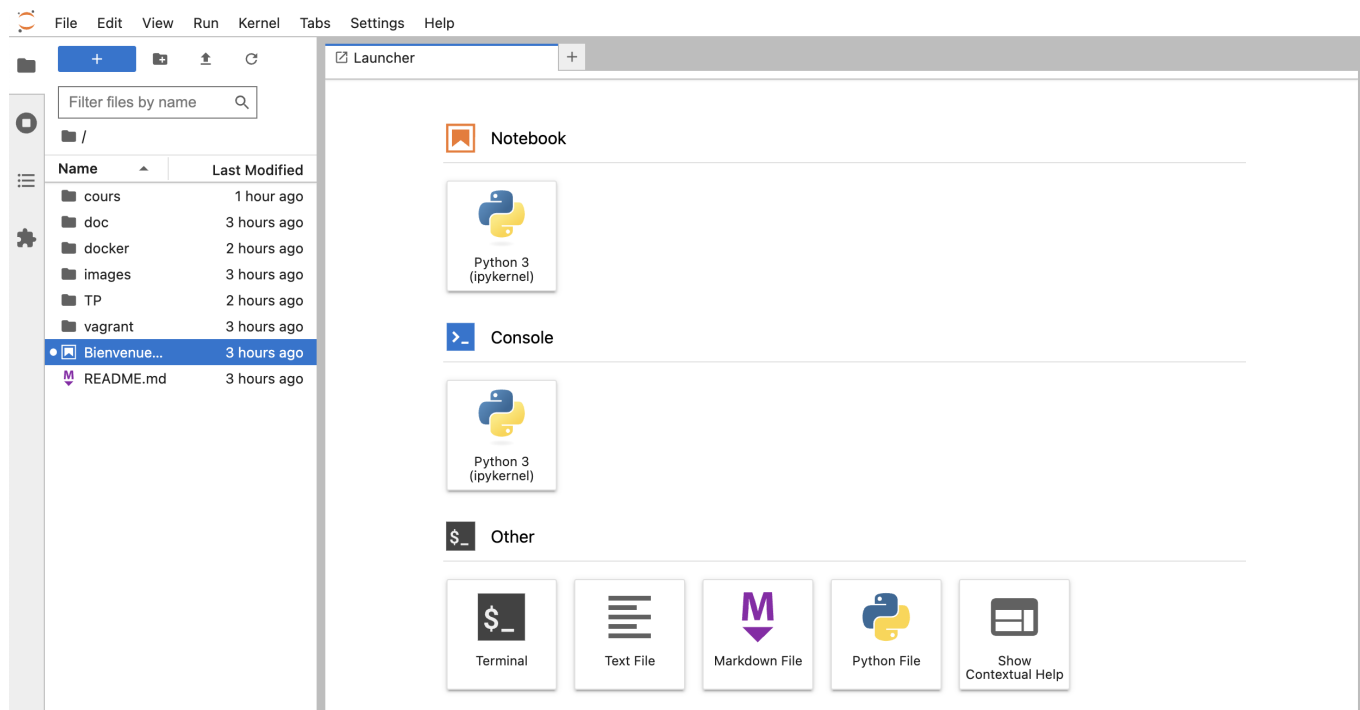 File Edit View Run Kernel Tabs Settings Help
+
Launcher +
Filter files by name
/
Name Last Modified
cours 1 hour ago
doc 3 hours ago
docker 2 hours ago
images 3 hours ago
TP 2 hours ago
vagrant 3 hours ago
Bienvenue... 3 hours ago
M README.md 3 hours ago
Notebook
Python 3
(ipykernel)
>_ Console
Python 3
(ipykernel)
$_ Other
$_
Terminal
Text File
M
Markdown File
Python File
Show
Contextual Help